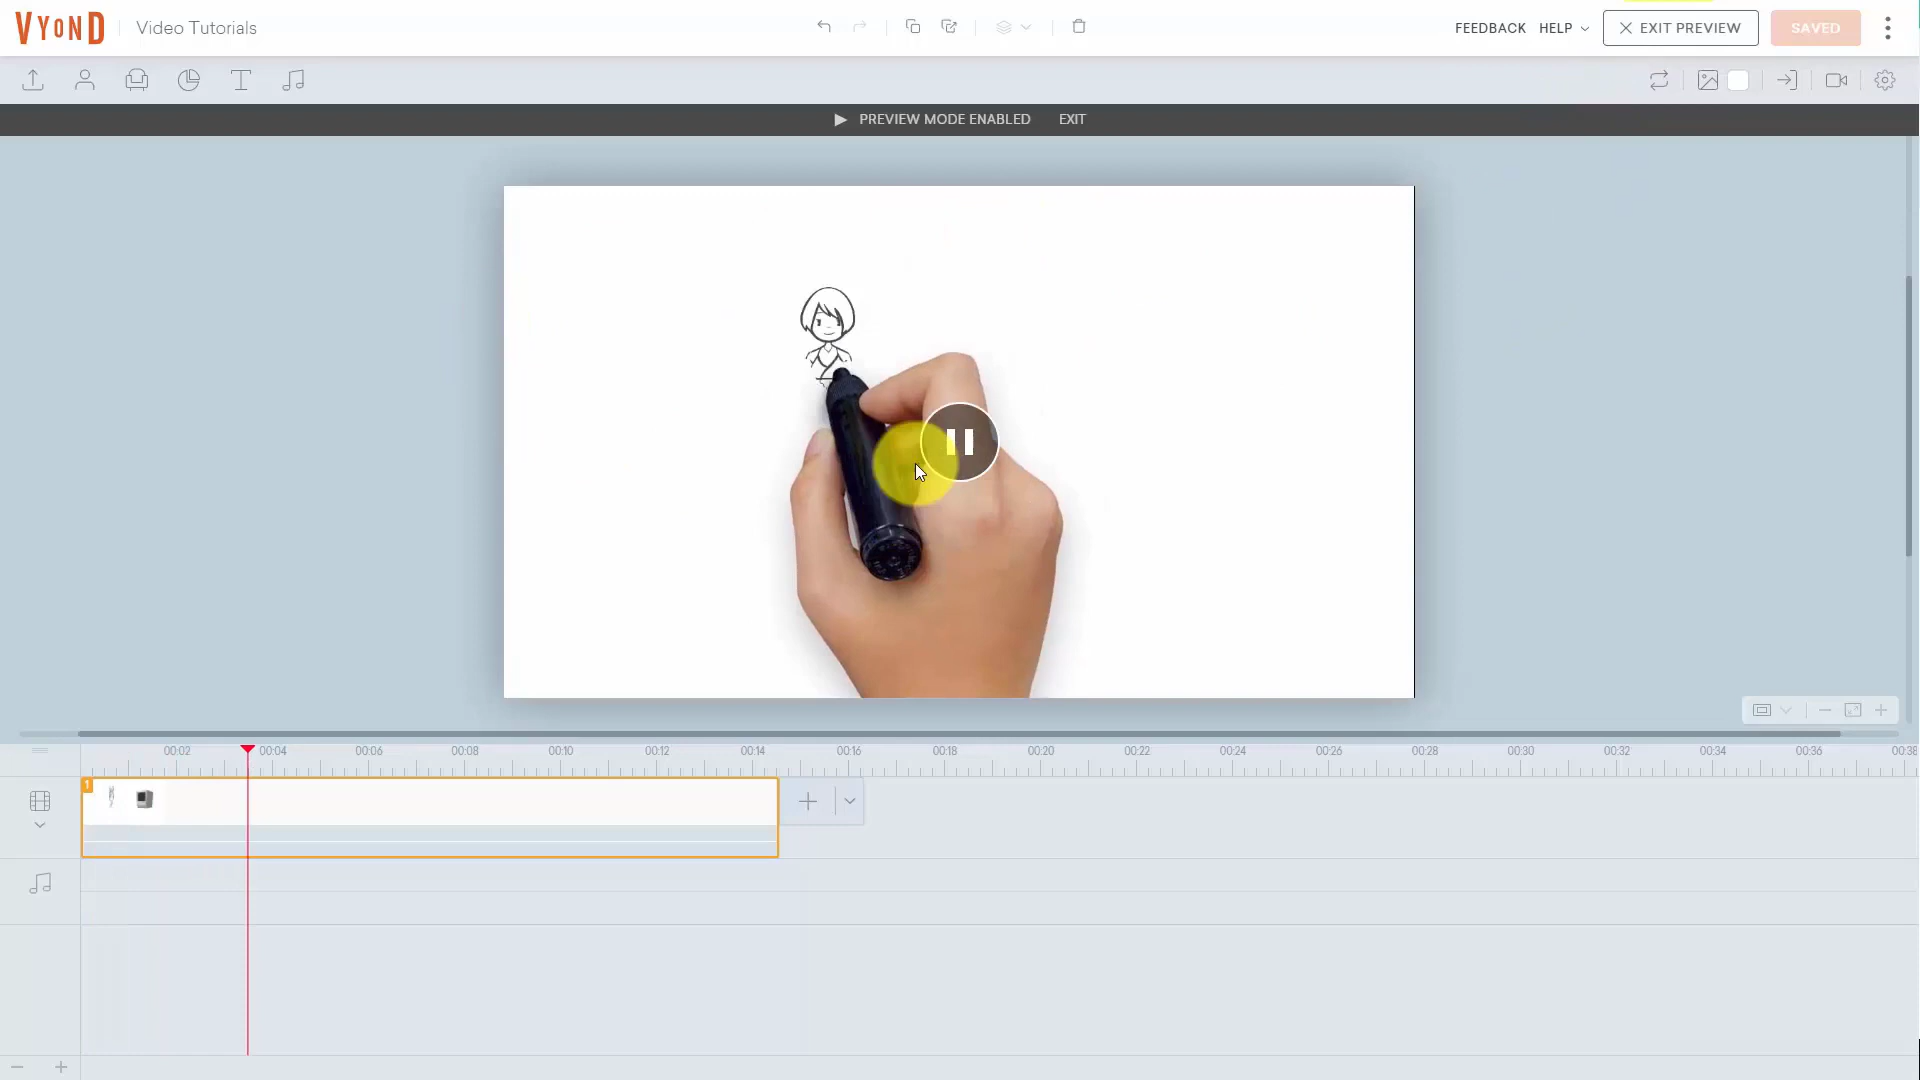 VYOND
Video Tutorials
FEEDBACK HELP
EXIT PREVIEW
SAVED
PREVIEW MODE ENABLED EXIT
00:02 00:04 00:06 00:08 00:10 00:12 00:14 00:16 00:18 00:20 00:22 00:24 00:26 00:28 00:30 00:32 00:34 00:36 00:38
1